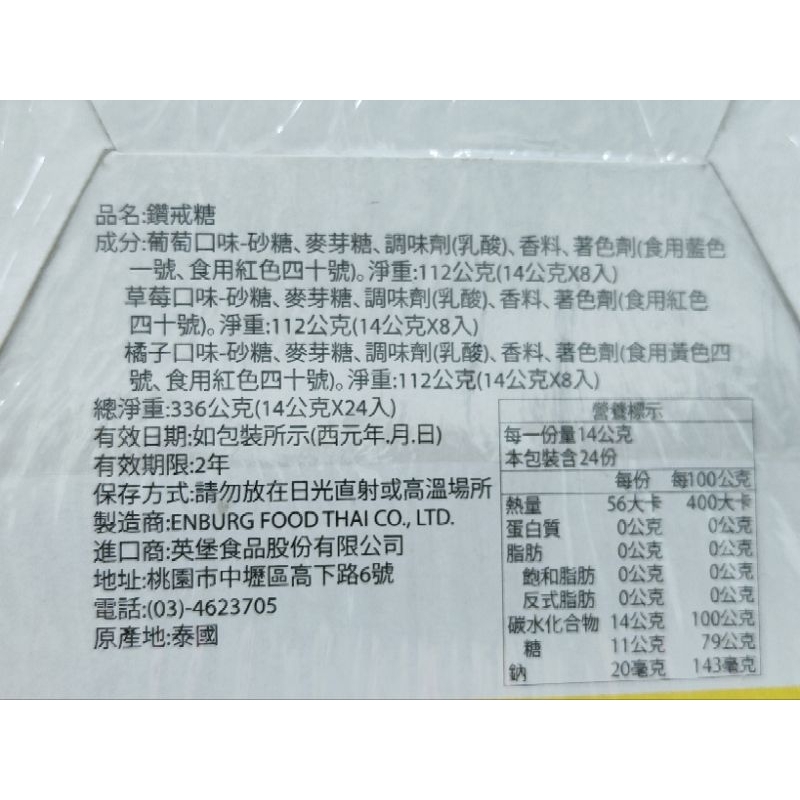 品名:鑽戒糖
成分:葡萄口味-砂糖、麥芽糖、調味劑(乳酸)、香料、著色劑(食用藍色
一號、食用紅色四十號)。淨重:112公克(14公克X8入)
草莓口味-砂糖、麥芽糖、調味劑(乳酸)、香料、著色劑(食用紅色
四十號)。淨重:112公克(14公克X8入)
橘子口味-砂糖、麥芽糖、調味劑(乳酸)、香料、著色劑(食用黃色四
號、食用紅色四十號)。淨重:112公克(14公克X8入)
總淨重:336公克(14公克X24入)
有效日期:如包裝所示(西元年.月.日)
有效期限:2年
保存方式:請勿放在日光直射或高溫場所
製造商:ENBURG FOOD THAI CO., LTD.
進口商:英堡食品股份有限公司
地址:桃園市中壢區高下路6號
電話:(03)-4623705
原產地:泰國
營養標示
每一份量14公克
本包裝含24份
每份 每100公克
熱量 56大卡 400大卡
蛋白質 0公克 0公克
脂肪 0公克 0公克
飽和脂肪 0公克 0公克
反式脂肪 0公克 0公克
碳水化合物 14公克 100公克
糖 11公克 79公克
鈉 20毫克 143毫克